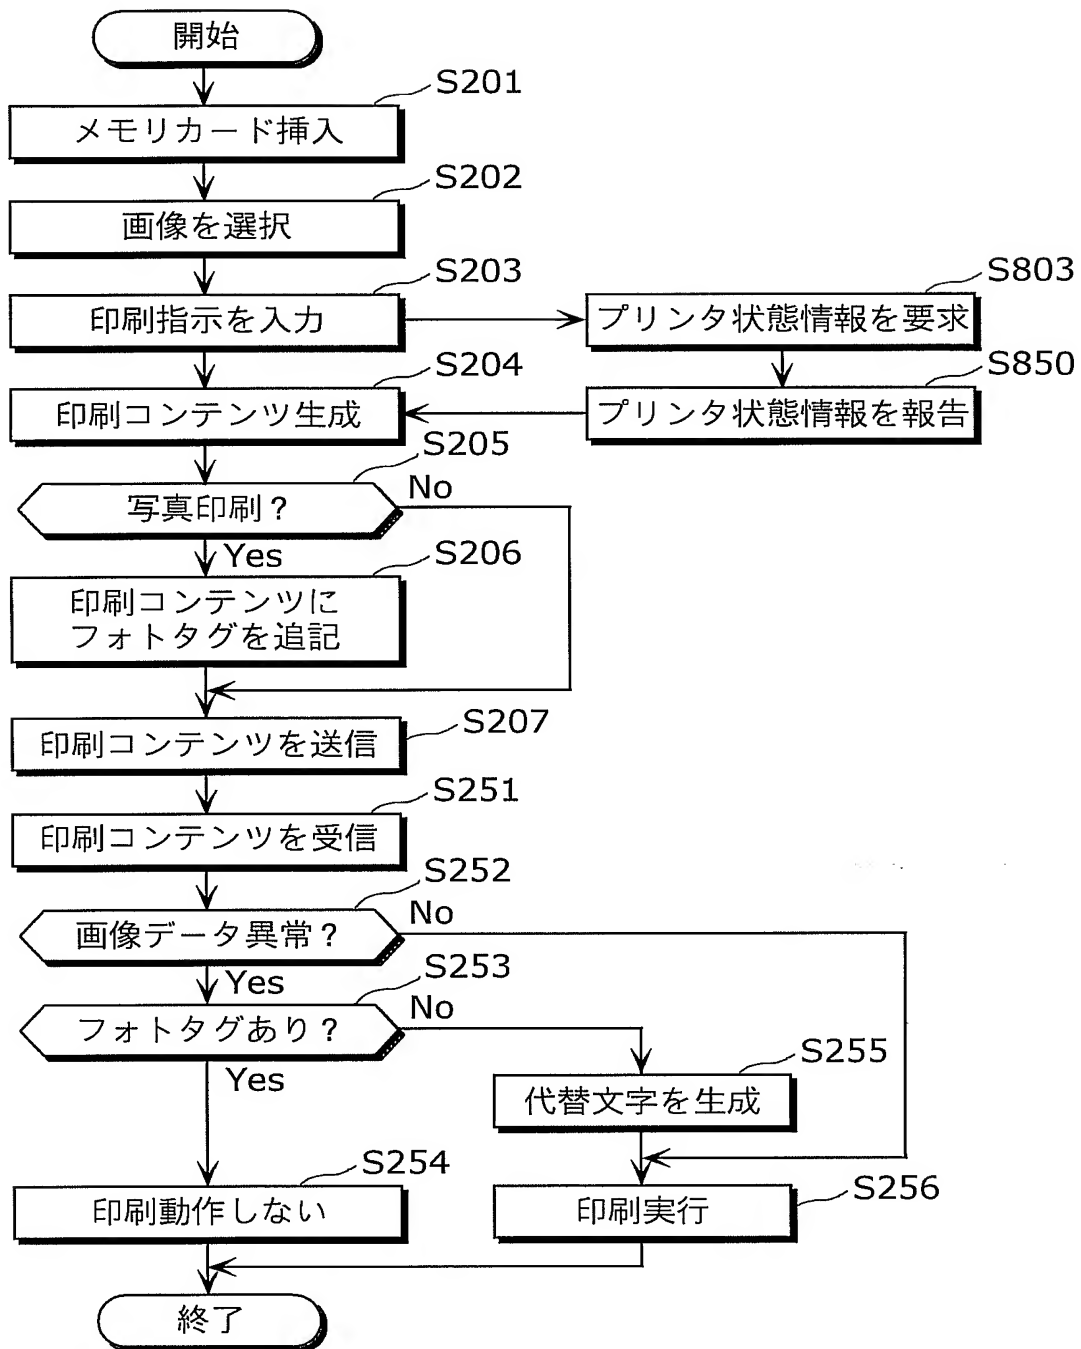 開始
S201
メモリカード挿入
S202
画像を選択
S203
印刷指示を入力
S803
プリンタ状態情報を要求
S204
印刷コンテンツ生成
S850
プリンタ状態情報を報告
S205
写真印刷？
No
Yes
S206
印刷コンテンツに
フォトタグを追記
S207
印刷コンテンツを送信
S251
印刷コンテンツを受信
S252
画像データ異常？
No
Yes
S253
フォトタグあり？
No
Yes
S255
代替文字を生成
S254
印刷動作しない
S256
印刷実行
終了